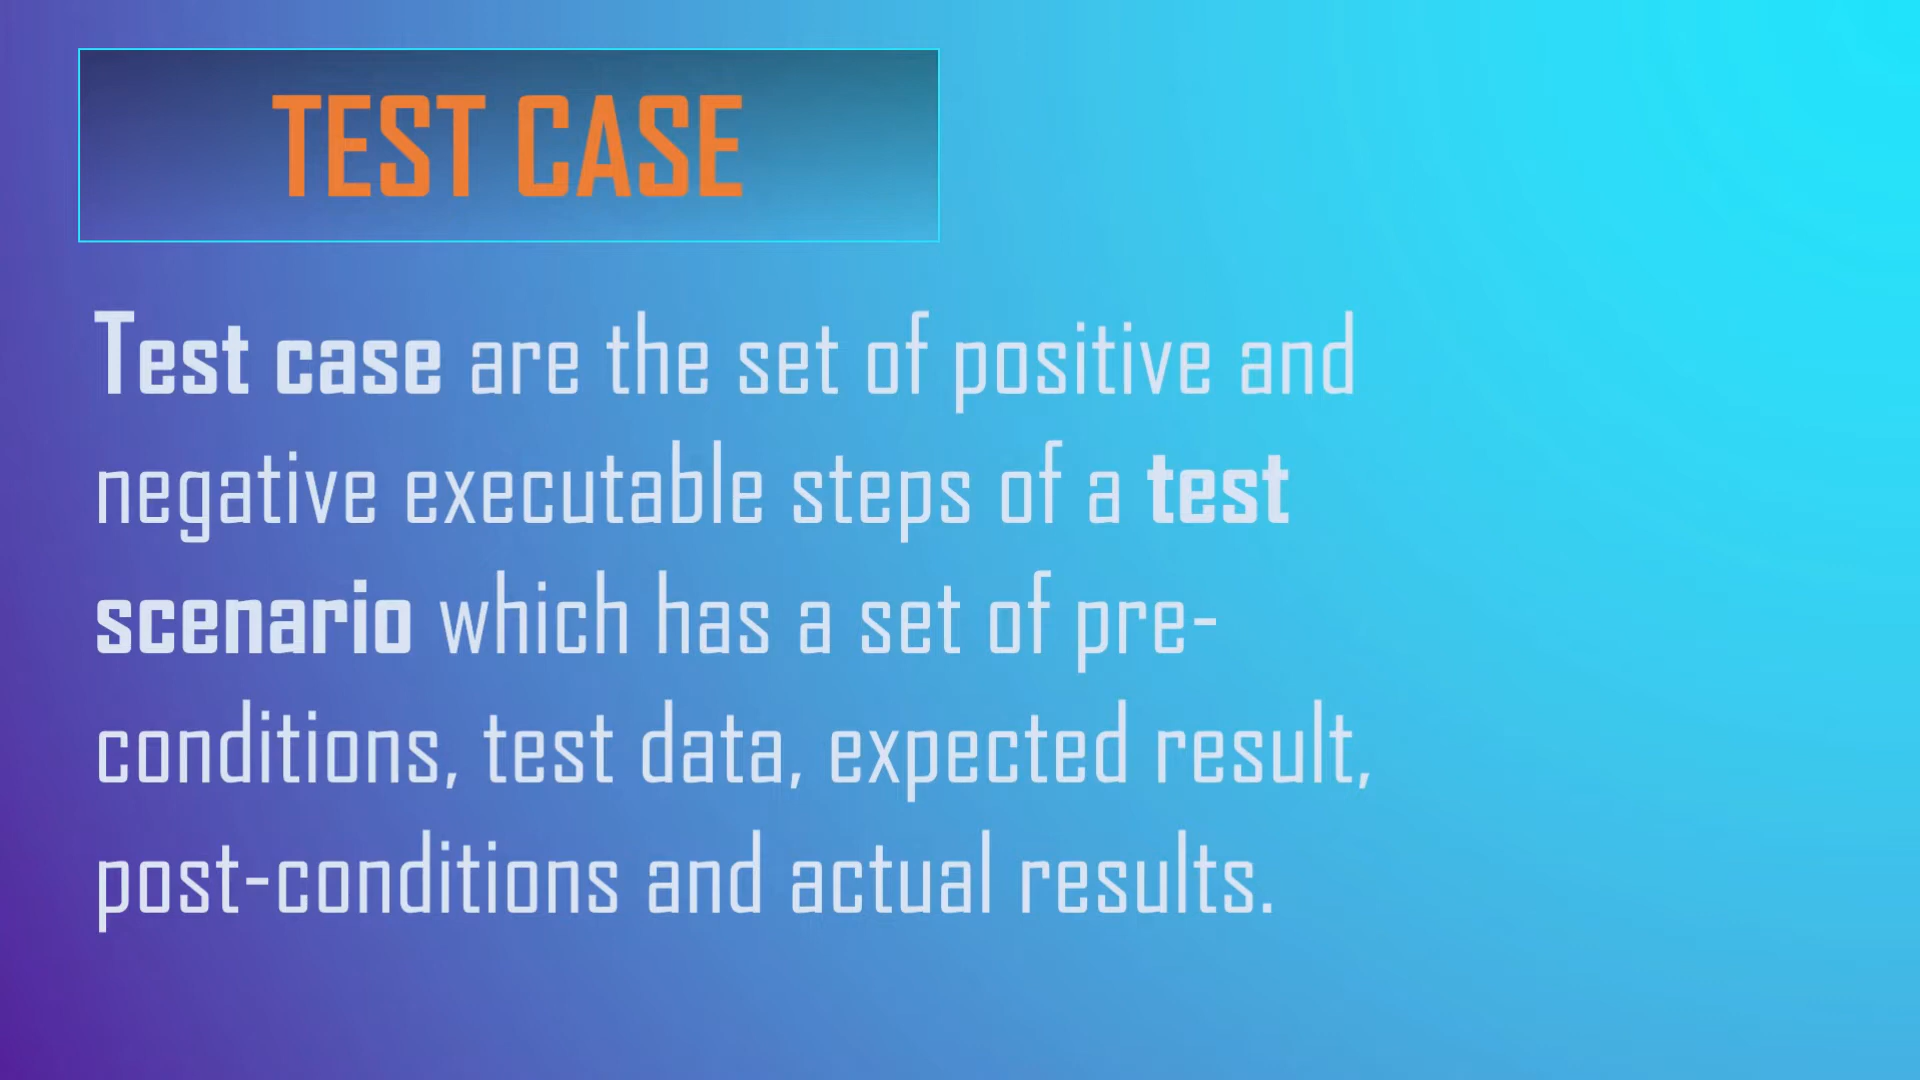 TEST CASE
Test case are the set of positive and
negative executable steps of a test
scenario which has a set of pre-
conditions, test data, expected result,
post-conditions and actual results.